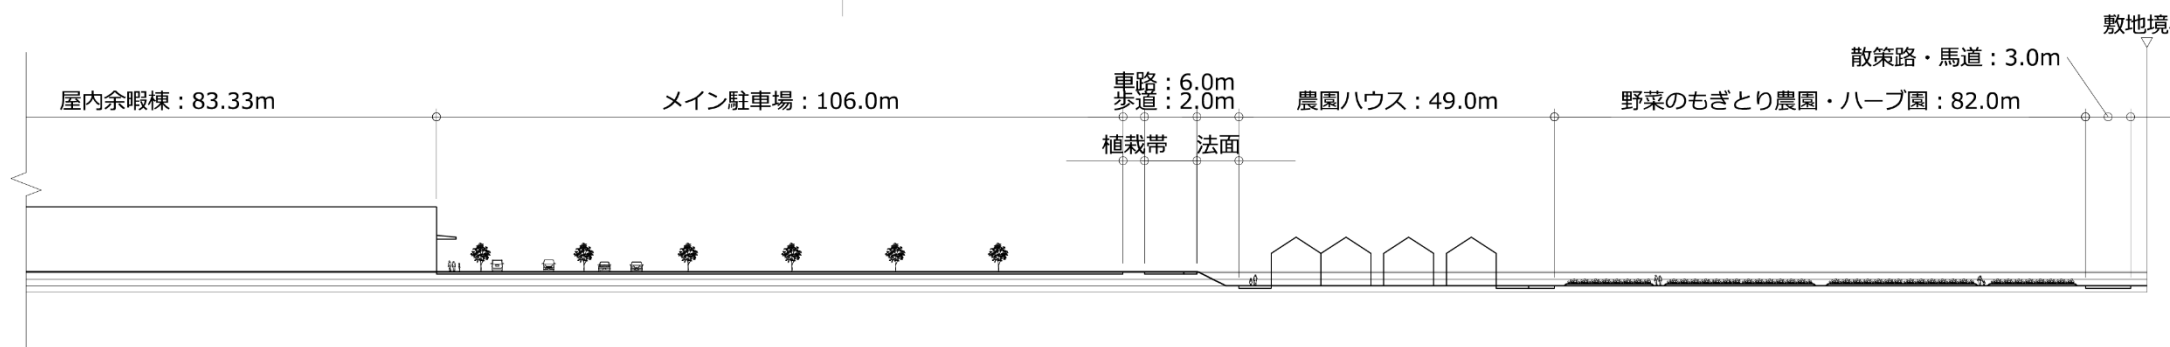 敷地境
散策路・馬道：3.0m
車路：6.0m
屋内余暇棟：83.33m
メイン駐車場：106.0m
歩道：2.0m
農園ハウス：49.0m
野菜のもぎとり農園・ハーブ園：82.0m
植栽帯
法面